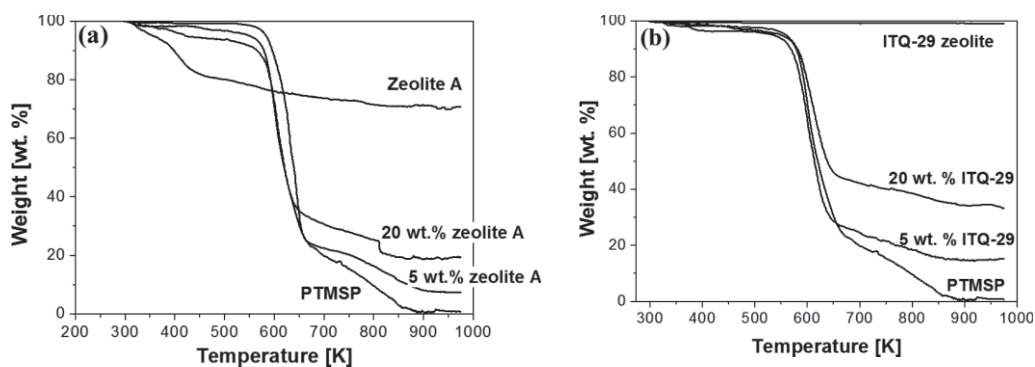 (a)
Weight [wt. %]
100
80
60
40
20
0
Zeolite A
20 wt.% zeolite A
5 wt.% zeolite A
PTMSP
200 300 400 500 600 700 800 900 1000
Temperature [K]
(b)
Weight [wt. %]
100
80
60
40
20
0
ITQ-29 zeolite
20 wt. % ITQ-29
5 wt. % ITQ-29
PTMSP
300 400 500 600 700 800 900 1000
Temperature [K]